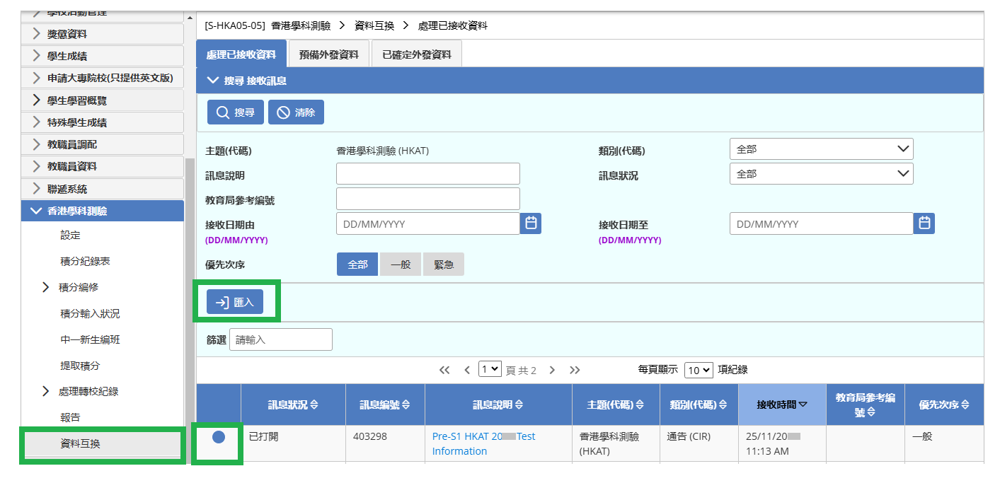 學校活動管理
獎懲資料
學生成績
申請大專院校(只提供英文版)
學生學習概覽
特殊學生成績
教職員調配
教職員資料
聯遞系統
香港學科測驗
設定
積分紀錄表
積分編修
積分輸入狀況
中一新生編班
提取積分
處理轉校紀錄
報告
資料互換
[S-HKA05-05] 香港學科測驗 > 資料互換 > 處理已接收資料
處理已接收資料 預備外發資料 已確定外發資料
搜尋 接收訊息
搜尋 清除
主題(代碼) 香港學科測驗 (HKAT) 類別(代碼) 全部
訊息說明 訊息狀況 全部
教育局參考編號
接收日期由 DD/MM/YYYY 接收日期至 DD/MM/YYYY
(DD/MM/YYYY) (DD/MM/YYYY)
優先次序 全部 一般 緊急
匯入
篩選 請輸入
1 頁 共 2 每頁顯示 10 項紀錄
訊息狀況 訊息編號 訊息說明 主題(代碼) 類別(代碼) 接收時間 教育局參考編號 優先次序
已打開 403298 Pre-S1 HKAT 20 Test 香港學科測驗 通告 (CIR) 25/11/20 一般
Information (HKAT) 11:13 AM